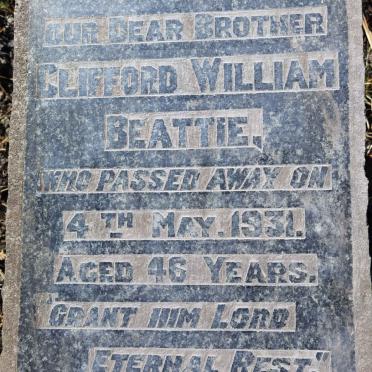 OUR DEAR BROTHER
CLIFFORD WILLIAM
BEATTIE,
WHO PASSED AWAY ON
4TH MAY. 1931.
AGED 46 YEARS.
GRANT HIM LORD
ETERNAL REST."